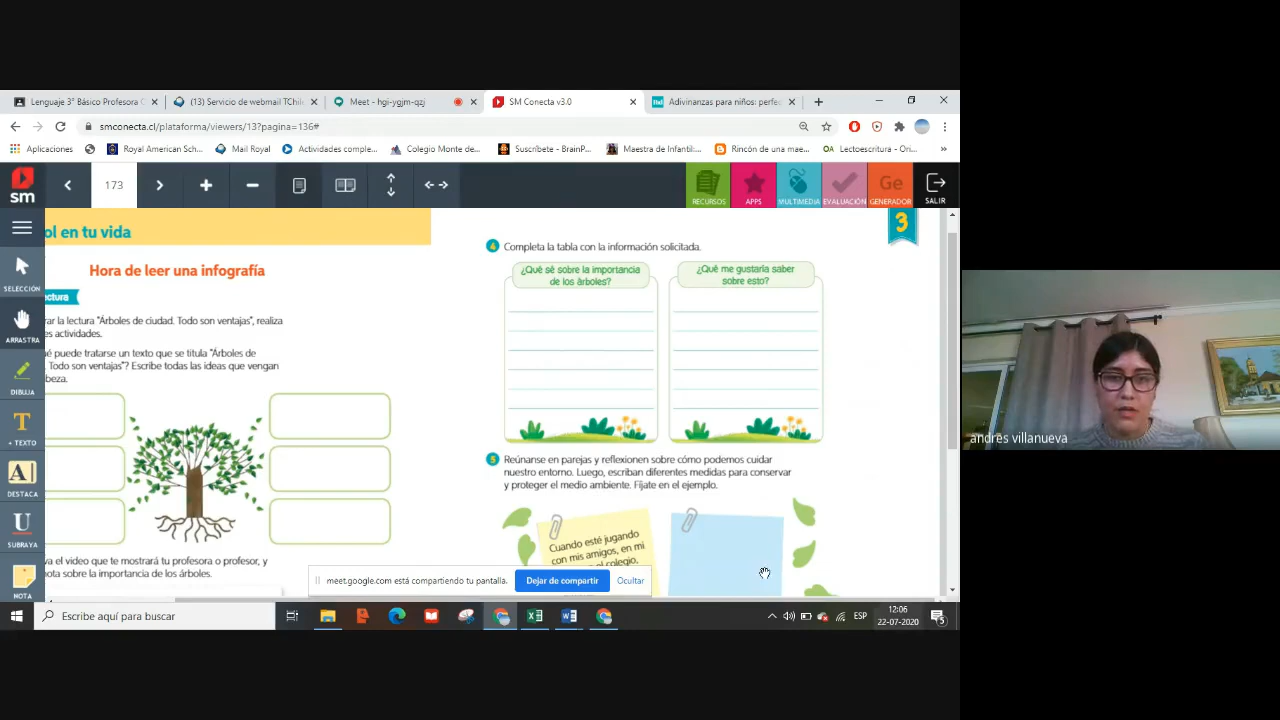 Lenguaje 3° Básico Profesora
(13) Servicio de webmail TChile
Meet - hgi-ygjm-qzj
SM Conecta v3.0
Adivinanzas para niños: perfec
smconecta.cl/plataforma/viewers/13?pagina=136#
Aplicaciones
Royal American Sch...
Mail Royal
Actividades comple...
Colegio Monte de...
Suscríbete - BrainP...
Maestra de Infantil:...
Rincón de una mae...
OA Lectoescritura - Ori...
sm
173
RECURSOS
APPS
MULTIMEDIA
EVALUACIÓN
Ge
GENERADOR
SALIR
SELECCIÓN
ARRASTRA
DIBUJA
T
+ TEXTO
A
DESTACA
U
SUBRAYA
NOTA
ol en tu vida
Hora de leer una infografía
ectura
rar la lectura "Árboles de ciudad. Todo son ventajas", realiza
es actividades.
ué puede tratarse un texto que se titula "Árboles de
. Todo son ventajas"? Escribe todas las ideas que vengan
beza.
va el video que te mostrará tu profesora o profesor, y
nota sobre la importancia de los árboles.
3
4 Completa la tabla con la información solicitada.
¿Qué sé sobre la importancia
de los árboles?
¿Qué me gustaría saber
sobre esto?
5 Reúnanse en parejas y reflexionen sobre cómo podemos cuidar
nuestro entorno. Luego, escriban diferentes medidas para conservar
y proteger el medio ambiente. Fíjate en el ejemplo.
Cuando esté jugando
con mis amigos, en mi
el colegio,
meet.google.com está compartiendo tu pantalla.
Dejar de compartir
Ocultar
Escribe aquí para buscar
ESP
12:06
22-07-2020
5
andrés villanueva